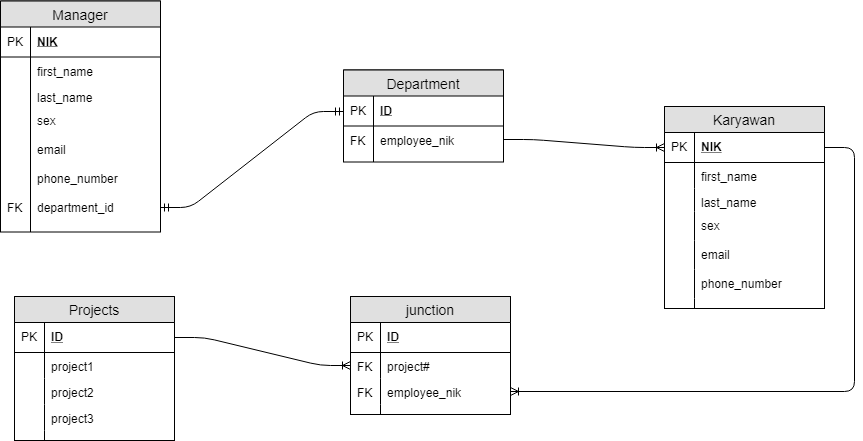 Manager
PK NIK
first_name
last_name
sex
email
phone_number
FK department_id
Department
PK ID
FK employee_nik
Karyawan
PK NIK
first_name
last_name
sex
email
phone_number
Projects
PK ID
project1
project2
project3
junction
PK ID
FK project#
FK employee_nik